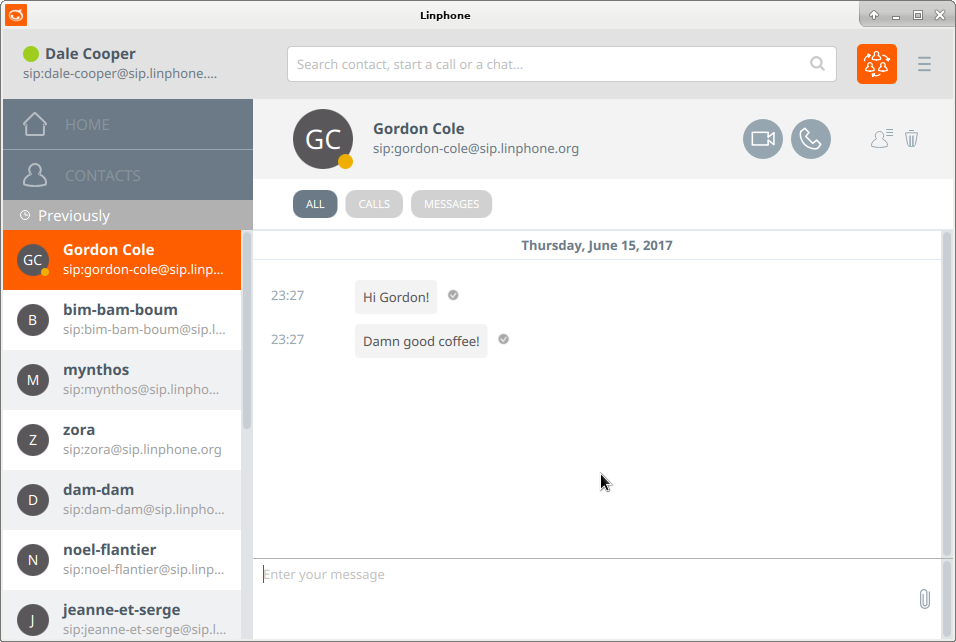 Linphone
Dale Cooper
sip:dale-cooper@sip.linphone....
Search contact, start a call or a chat...
HOME
CONTACTS
Previously
GC
Gordon Cole
sip:gordon-cole@sip.linp...
B
bim-bam-boum
sip:bim-bam-boum@sip.l...
M
mynthos
sip:mynthos@sip.linpho...
Z
zora
sip:zora@sip.linphone.org
D
dam-dam
sip:dam-dam@sip.linpho...
N
noel-flantier
sip:noel-flantier@sip.linp...
J
jeanne-et-serge
sip:jeanne-et-serge@sip.l...
GC
Gordon Cole
sip:gordon-cole@sip.linphone.org
ALL CALLS MESSAGES
Thursday, June 15, 2017
23:27 Hi Gordon!
23:27 Damn good coffee!
Enter your message